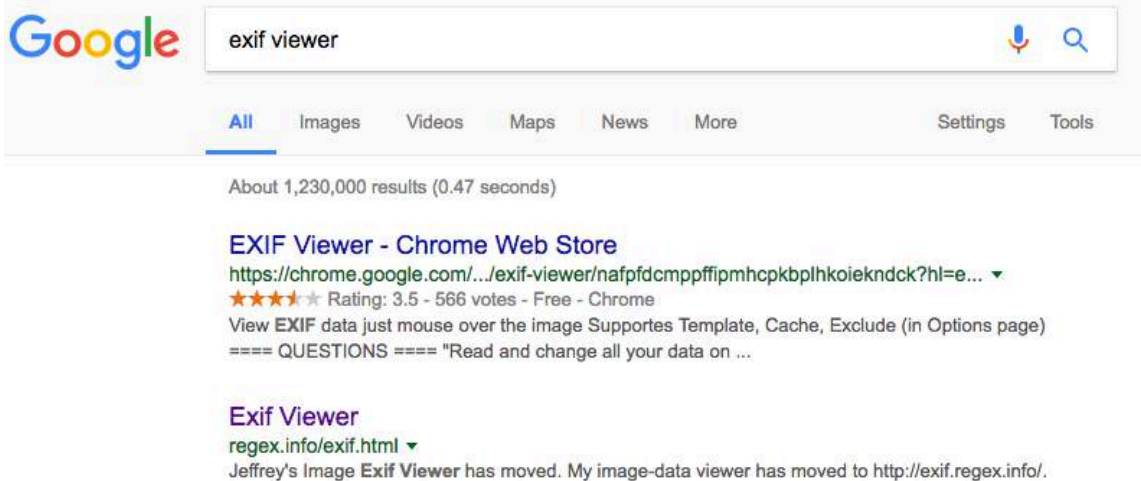 Google
exif viewer
All Images Videos Maps News More Settings Tools
About 1,230,000 results (0.47 seconds)
EXIF Viewer - Chrome Web Store
https://chrome.google.com/.../exif-viewer/nafpfdcmppffipmhcpkbplhkoiekndck?hl=e...
Rating: 3.5 - 566 votes - Free - Chrome
View EXIF data just mouse over the image Supportes Template, Cache, Exclude (in Options page)
==== QUESTIONS ==== "Read and change all your data on ...
Exif Viewer
regex.info/exif.html
Jeffrey's Image Exif Viewer has moved. My image-data viewer has moved to http://exif.regex.info/.